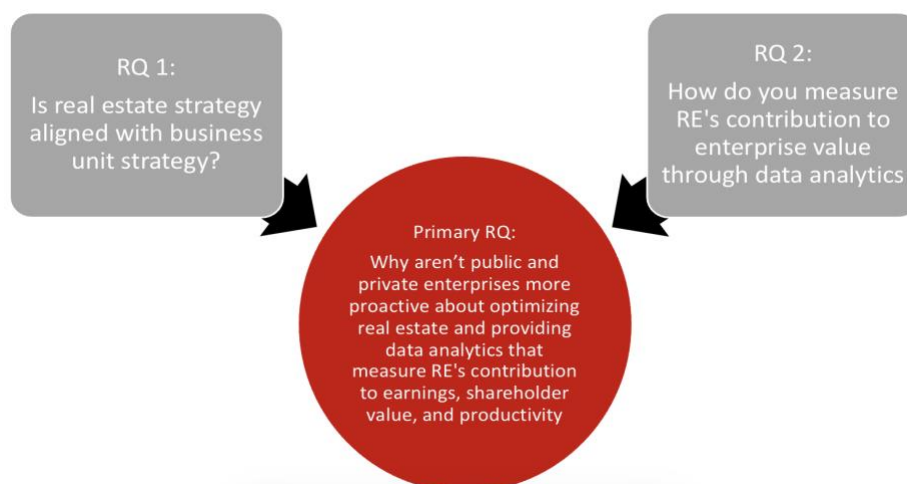 RQ 1:
Is real estate strategy
aligned with business
unit strategy?
RQ 2:
How do you measure
RE's contribution to
enterprise value
through data analytics
Primary RQ:
Why aren’t public and
private enterprises more
proactive about optimizing
real estate and providing
data analytics that
measure RE's contribution
to earnings, shareholder
value, and productivity